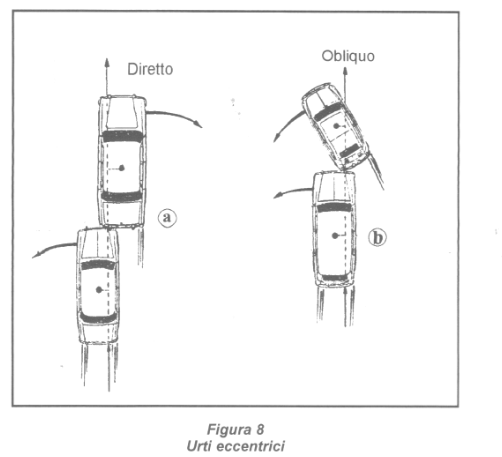 Diretto
Obliquo
a
b
Figura 8
Urti eccentrici